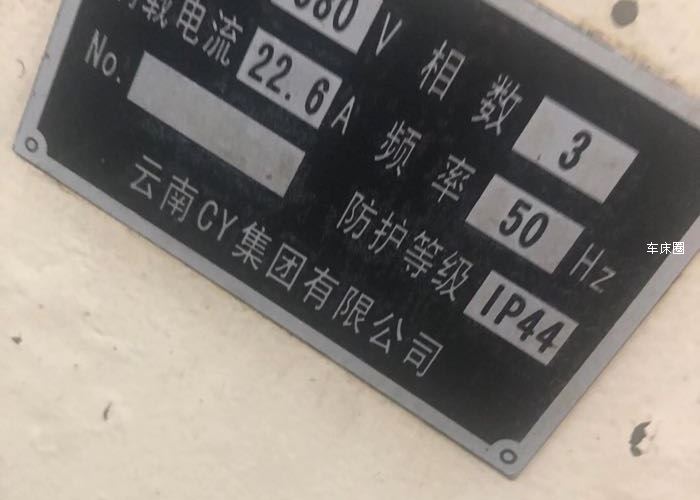 380 V 相数 3
载电流 22.6 A 频率 50 Hz
No. 防护等级 IP44
云南CY集团有限公司
车床圈